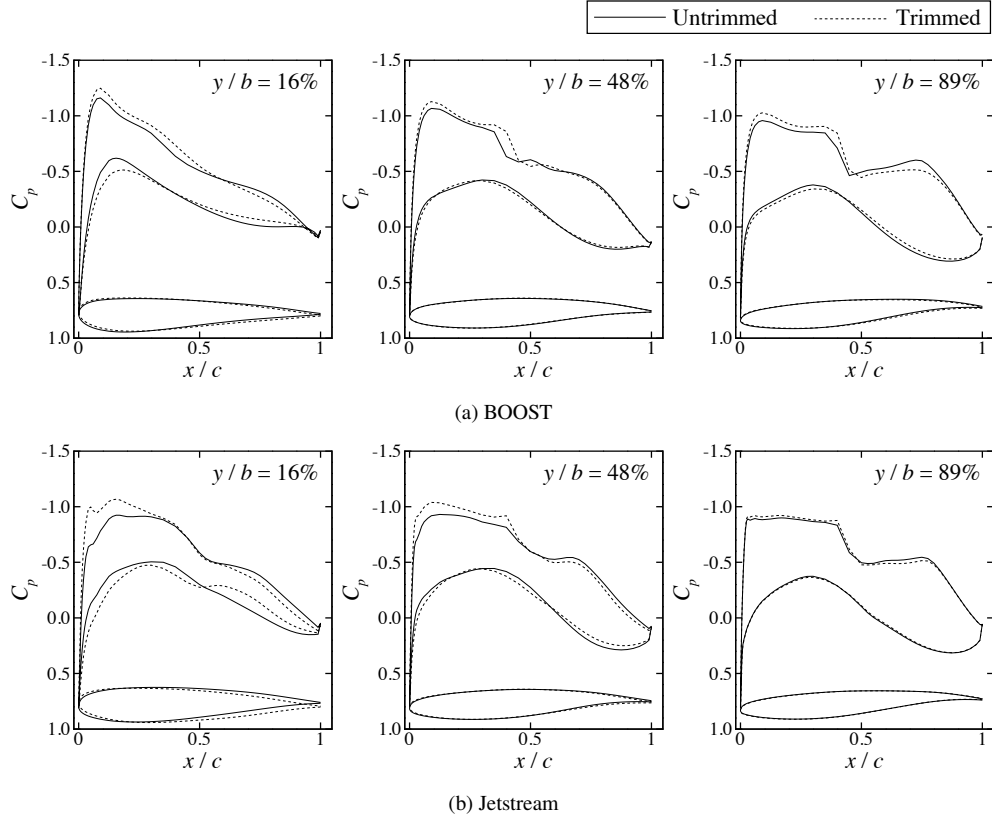 Untrimmed Trimmed
y / b = 16% y / b = 48% y / b = 89%
-1.5 -1.5 -1.5
-1.0 -1.0 -1.0
-0.5 -0.5 -0.5
C_p C_p C_p
0.0 0.0 0.0
0.5 0.5 0.5
1.0 1.0 1.0
0 0.5 1 0 0.5 1 0 0.5 1
x / c x / c x / c
(a) BOOST
-1.5 -1.5 -1.5
y / b = 16% y / b = 48% y / b = 89%
-1.0 -1.0 -1.0
-0.5 -0.5 -0.5
C_p C_p C_p
0.0 0.0 0.0
0.5 0.5 0.5
1.0 1.0 1.0
0 0.5 1 0 0.5 1 0 0.5 1
x / c x / c x / c
(b) Jetstream